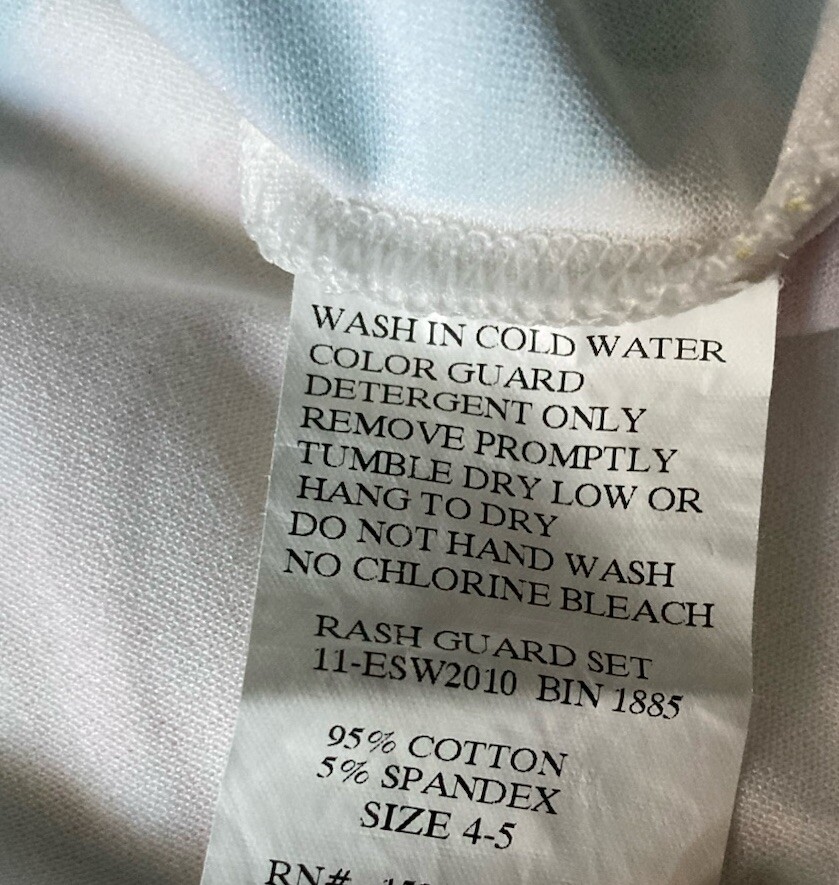 WASH IN COLD WATER
COLOR GUARD
DETERGENT ONLY
REMOVE PROMPTLY
TUMBLE DRY LOW OR
HANG TO DRY
DO NOT HAND WASH
NO CHLORINE BLEACH
RASH GUARD SET
11-ESW2010 BIN 1885
95% COTTON
5% SPANDEX
SIZE 4-5
RN#